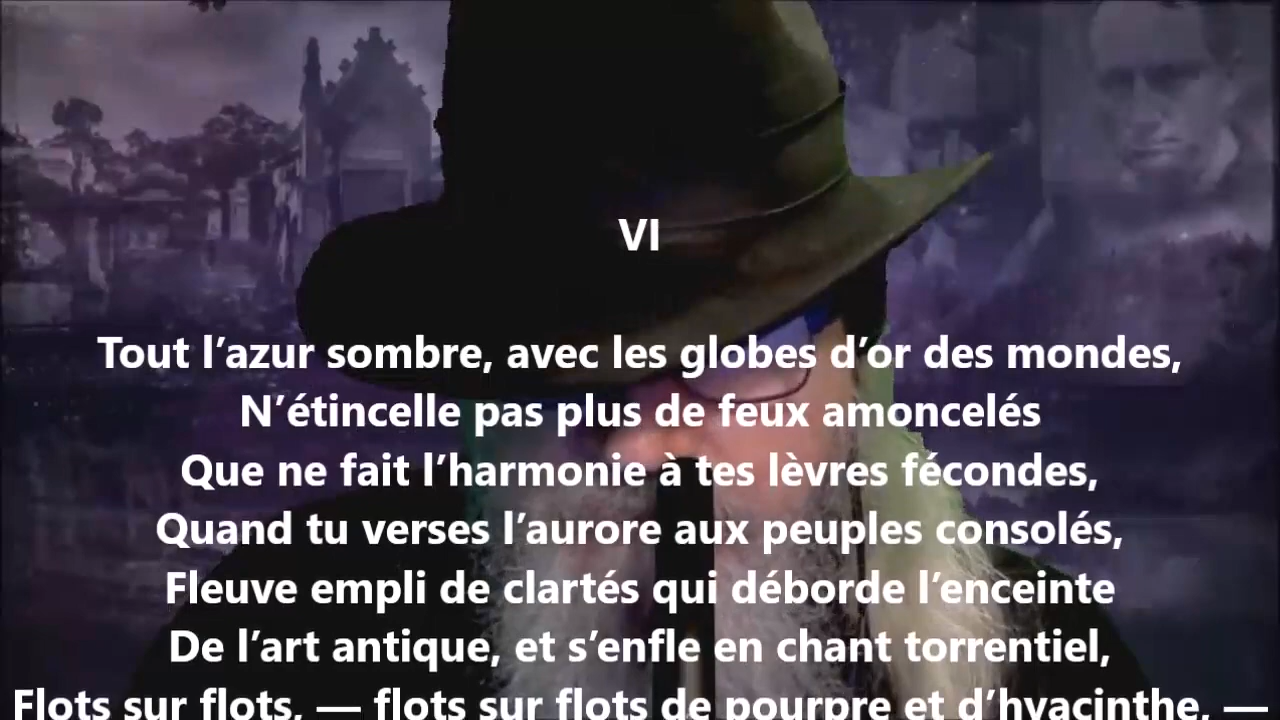 VI
Tout l’azur sombre, avec les globes d’or des mondes,
N’étincelle pas plus de feux amoncelés
Que ne fait l’harmonie à tes lèvres fécondes,
Quand tu verses l’aurore aux peuples consolés,
Fleuve empli de clartés qui déborde l’enceinte
De l’art antique, et s’enfle en chant torrentiel,
Flots sur flots, — flots sur flots de pourpre et d’hyacinthe, —